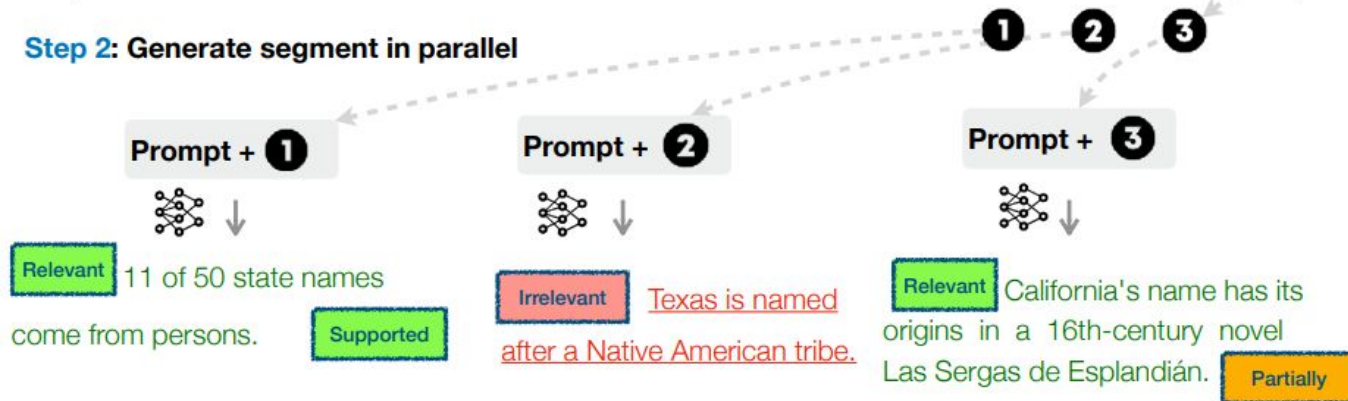 1 2 3
Step 2: Generate segment in parallel
Prompt + 1
Prompt + 2
Prompt + 3
Relevant 11 of 50 state names
come from persons. Supported
Irrelevant Texas is named
after a Native American tribe.
Relevant California's name has its
origins in a 16th-century novel
Las Sergas de Esplandián. Partially